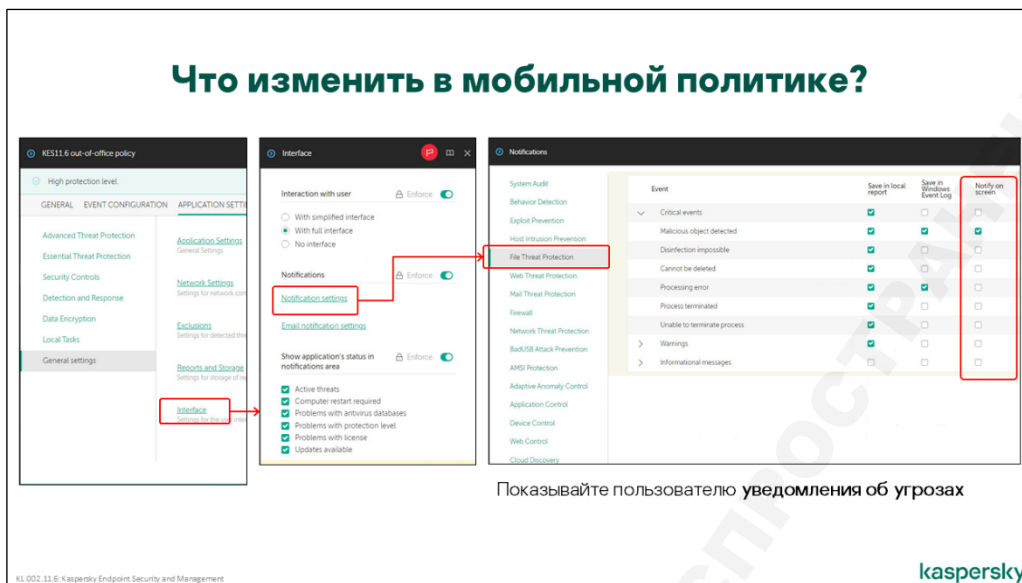 Что изменить в мобильной политике?
KES11.6 out-of-office policy
High protection level.
GENERAL EVENT CONFIGURATION APPLICATION
Advanced Threat Protection
Essential Threat Protection
Security Controls
Detection and Response
Data Encryption
Local Tasks
General settings
Application Settings
General Settings
Network Settings
Settings for network
Exclusions
Settings for detected
Reports and Storage
Settings for storage of
Interface
Settings for the user
Interface
Interaction with user Enforce
With simplified interface
With full interface
No interface
Notifications Enforce
Notification settings
Email notification settings
Show application's status in Enforce
notifications area
Active threats
Computer restart required
Problems with antivirus databases
Problems with protection level
Problems with license
Updates available
Notifications
System Audit
Behavior Detection
Exploit Prevention
Host Intrusion Prevention
File Threat Protection
Web Threat Protection
Mail Threat Protection
Firewall
Network Threat Protection
BadUSB Attack Prevention
AMSI Protection
Adaptive Anomaly Control
Application Control
Device Control
Web Control
Cloud Discovery
Event
Save in local
report
Save in
Windows
Event Log
Notify on
screen
Critical events
Malicious object detected
Disinfection impossible
Cannot be deleted
Processing error
Process terminated
Unable to terminate process
Warnings
Informational messages
Показывайте пользователю уведомления об угрозах
KL 002.11.6: Kaspersky Endpoint Security and Management
kaspersky